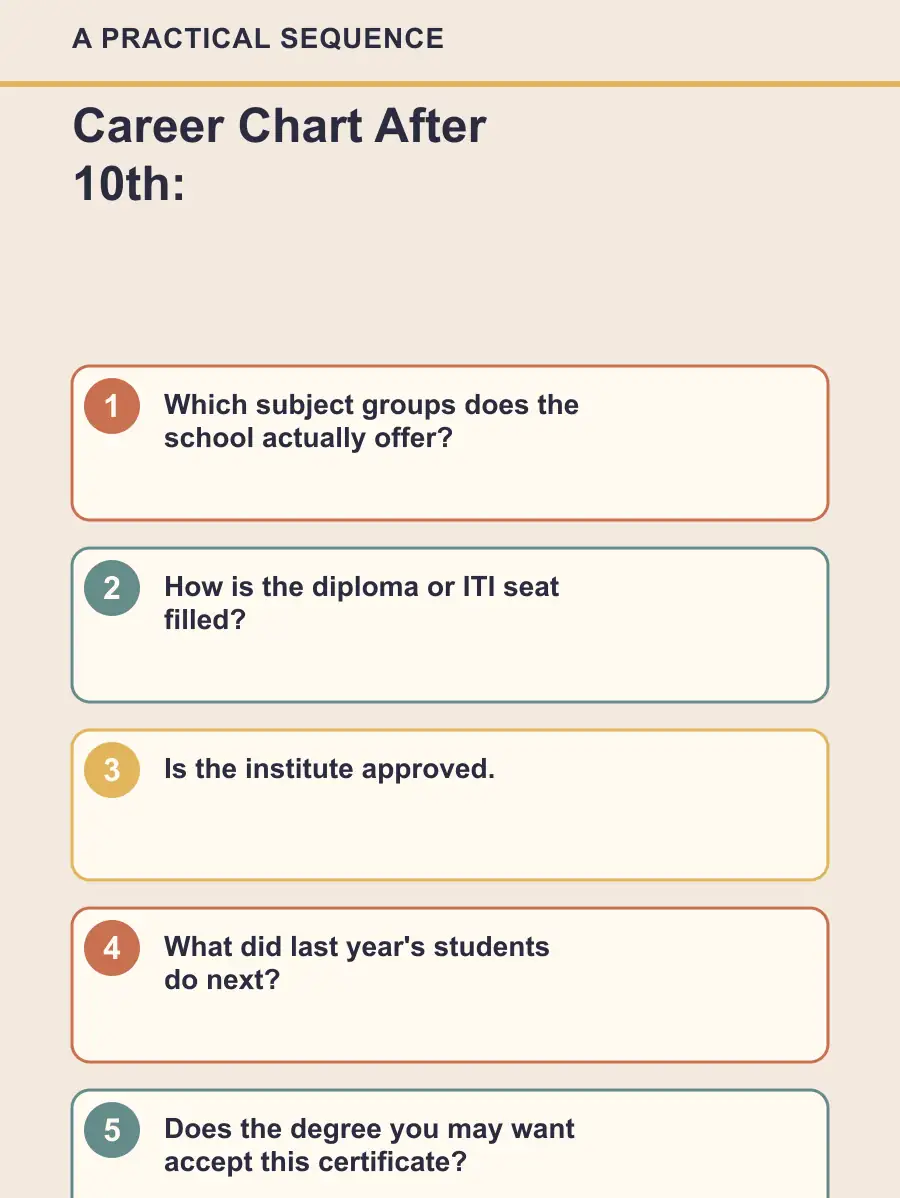 A PRACTICAL SEQUENCE
Career Chart After
10th:
1
Which subject groups does the
school actually offer?
2
How is the diploma or ITI seat
filled?
3
Is the institute approved.
4
What did last year's students
do next?
5
Does the degree you may want
accept this certificate?